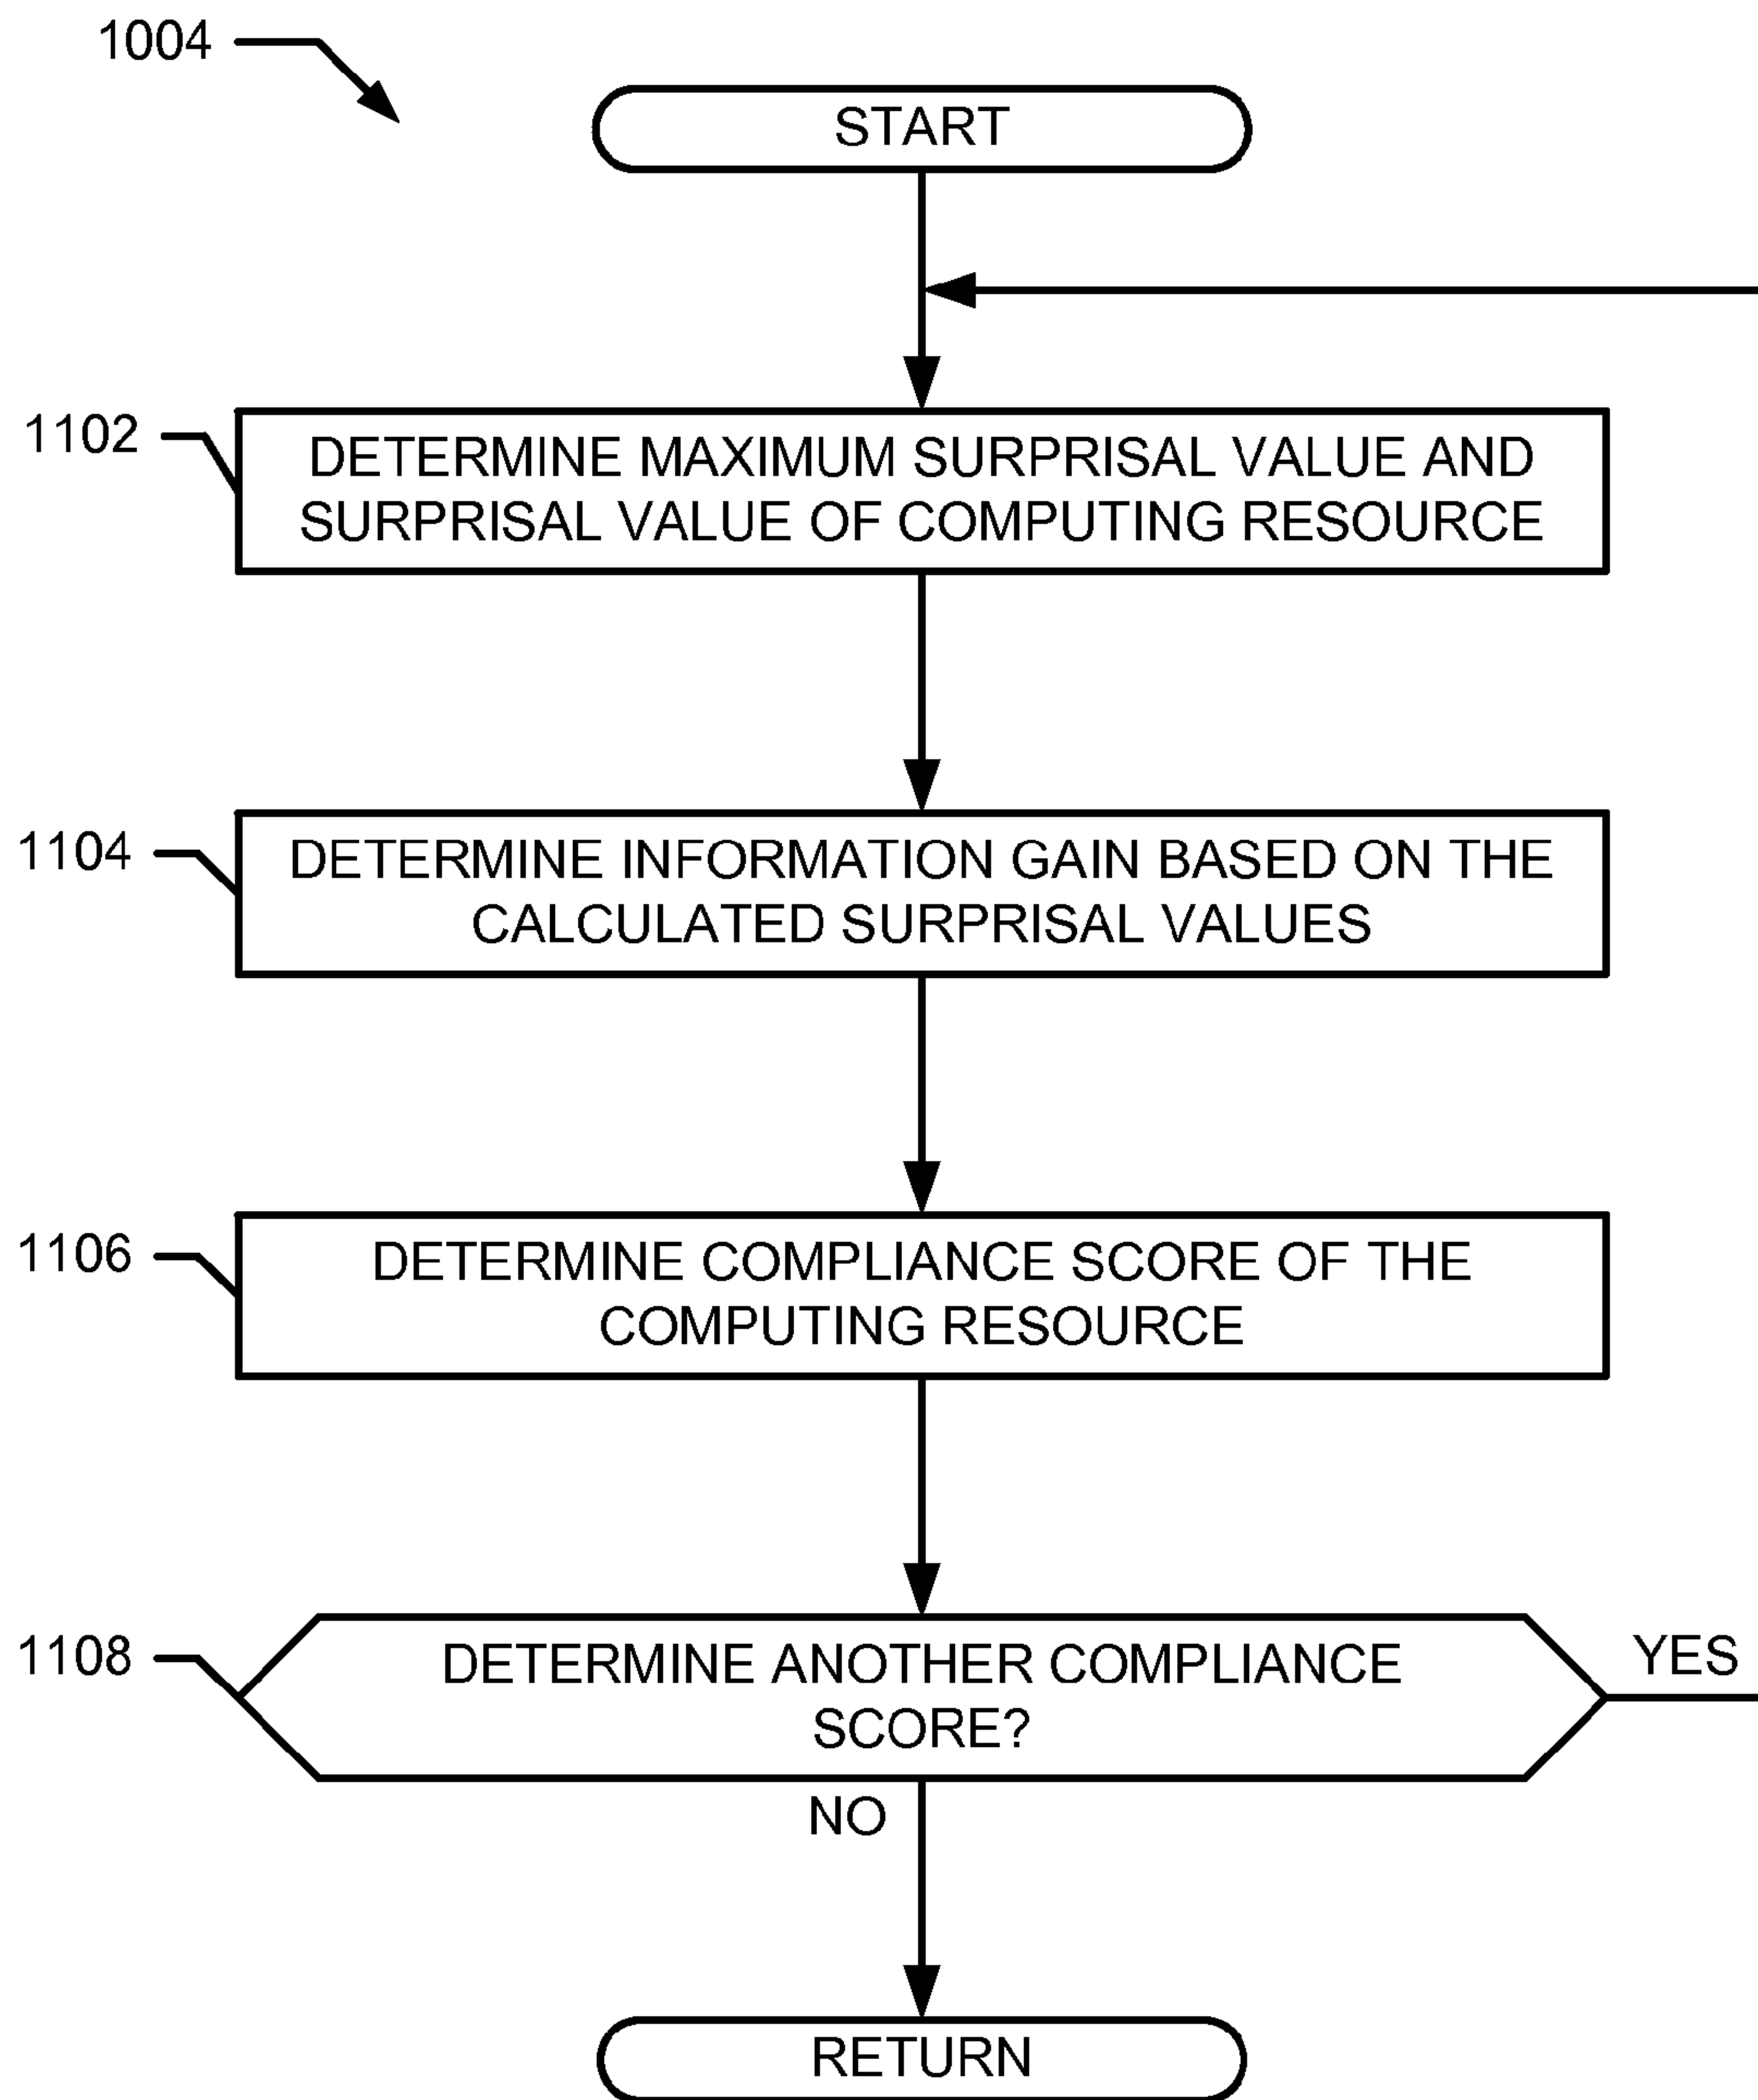 1004
START
1102
DETERMINE MAXIMUM SURPRISAL VALUE AND
SURPRISAL VALUE OF COMPUTING RESOURCE
1104
DETERMINE INFORMATION GAIN BASED ON THE
CALCULATED SURPRISAL VALUES
1106
DETERMINE COMPLIANCE SCORE OF THE
COMPUTING RESOURCE
1108
DETERMINE ANOTHER COMPLIANCE
SCORE?
YES
NO
RETURN